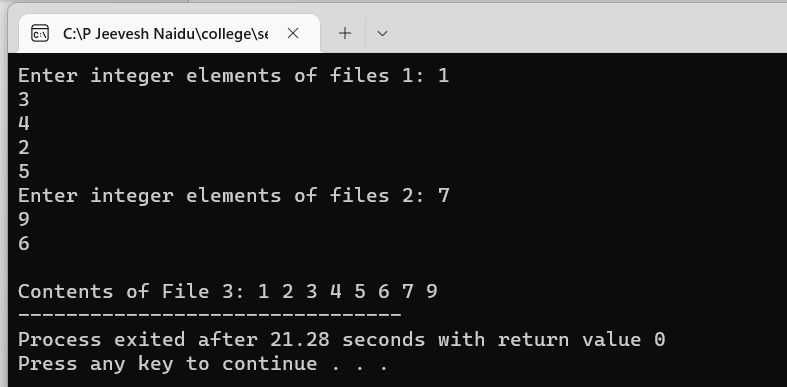 C:\P Jeevesh Naidu\college\se
Enter integer elements of files 1: 1
3
4
2
5
Enter integer elements of files 2: 7
9
6
Contents of File 3: 1 2 3 4 5 6 7 9
--------------------------------
Process exited after 21.28 seconds with return value 0
Press any key to continue . . .